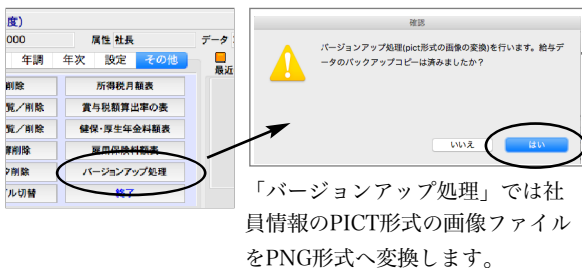 度)
000
属性 社長
データ
年調 年次 設定 その他
最近
削除
所得税月額表
覧／削除
賞与税額算出率の表
覧／削除
健保・厚生年金料額表
削除
雇用保険料額表
タ削除
バージョンアップ処理
ル切替
終了
確認
バージョンアップ処理(pict形式の画像の変換)を行います。給与デ
ータのバックアップコピーは済みましたか？
いいえ
はい
「バージョンアップ処理」では社
員情報のPICT形式の画像ファイル
をPNG形式へ変換します。